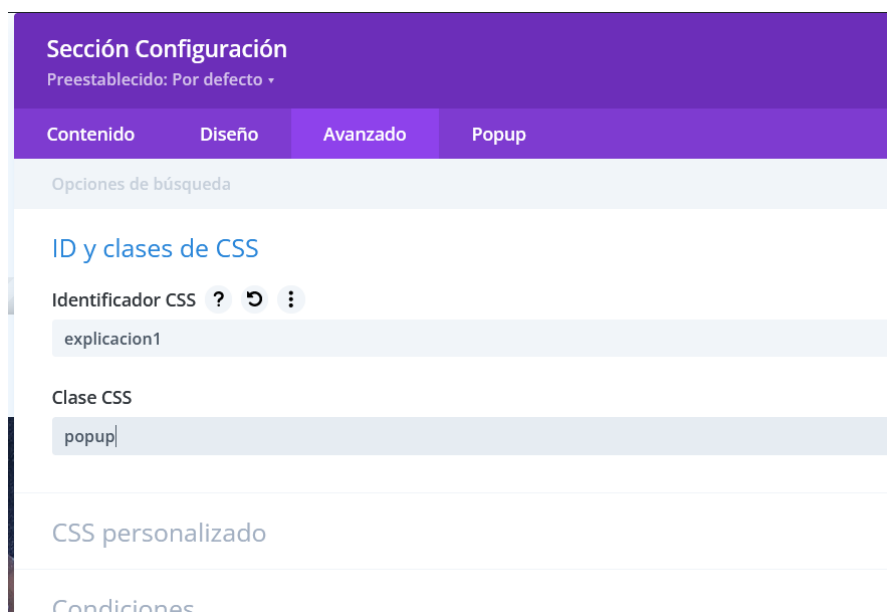 Sección Configuración
Preestablecido: Por defecto
Contenido Diseño Avanzado Popup
Opciones de búsqueda
ID y clases de CSS
Identificador CSS ?
explicacion1
Clase CSS
popup
CSS personalizado
Condiciones